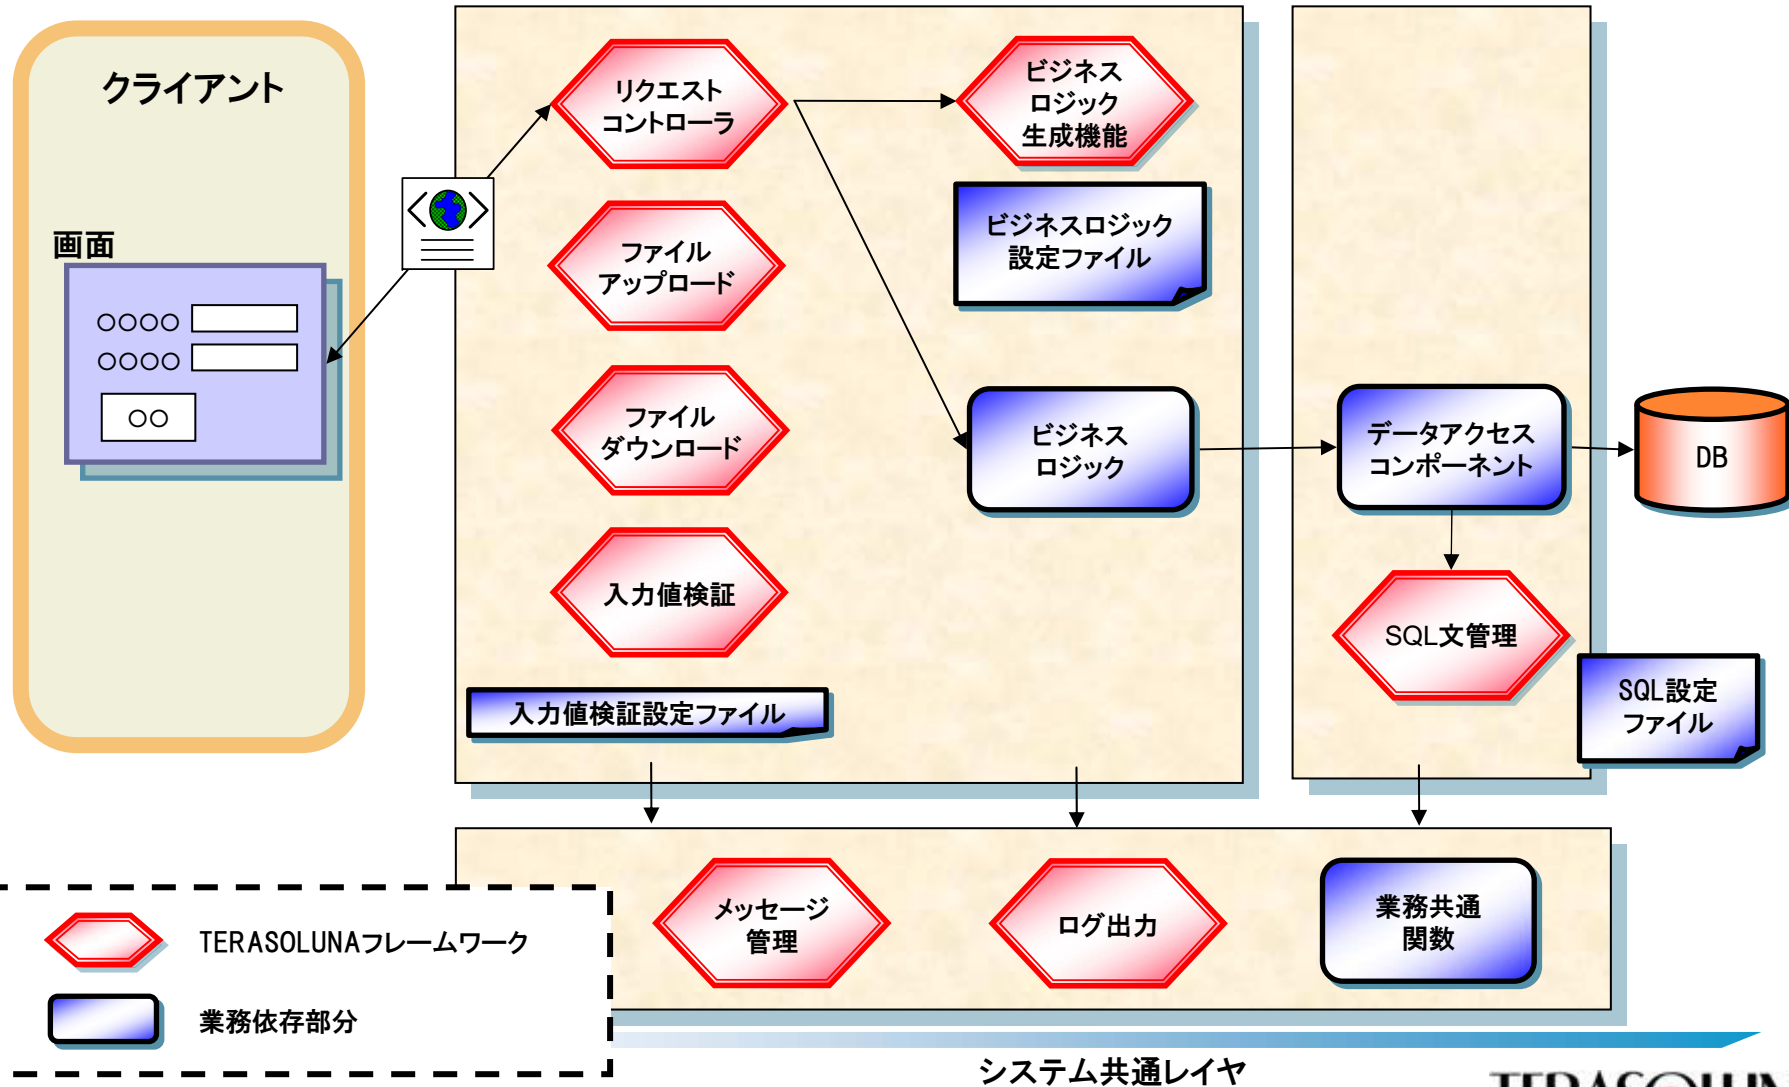 クライアント
画面
○○○○
○○○○
○○
リクエスト
コントローラ
ファイル
アップロード
ファイル
ダウンロード
入力値検証
入力値検証設定ファイル
ビジネス
ロジック
生成機能
ビジネスロジック
設定ファイル
ビジネス
ロジック
データアクセス
コンポーネント
DB
SQL文管理
SQL設定
ファイル
メッセージ
管理
ログ出力
業務共通
関数
TERASOLUNAフレームワーク
業務依存部分
システム共通レイヤ